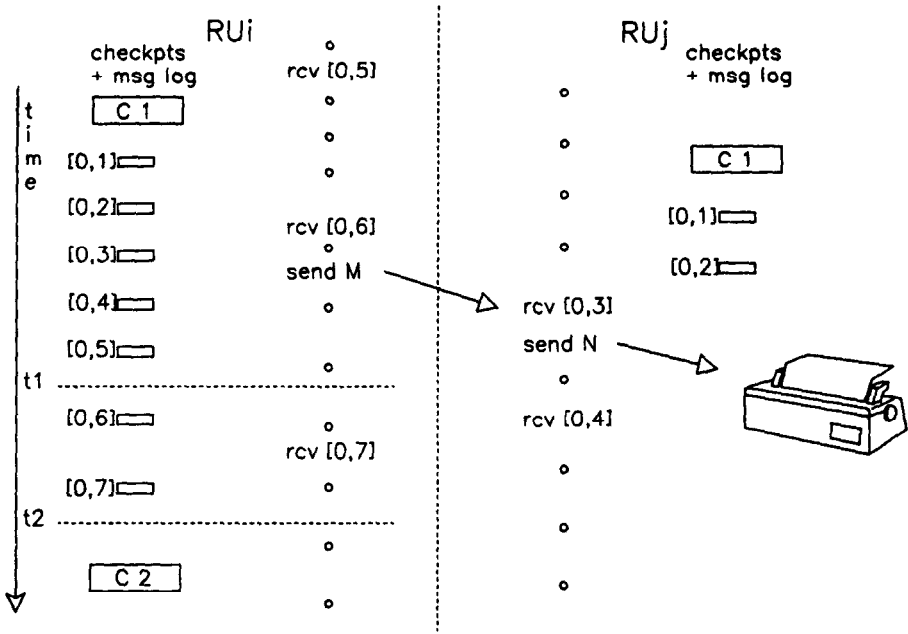 RUi
checkpts
+ msg log
time
C 1
[0,1]
[0,2]
[0,3]
[0,4]
[0,5]
t1
[0,6]
[0,7]
t2
C 2
rcv [0,5]
rcv [0,6]
send M
rcv [0,7]
RUj
checkpts
+ msg log
C 1
[0,1]
[0,2]
rcv [0,3]
send N
rcv [0,4]